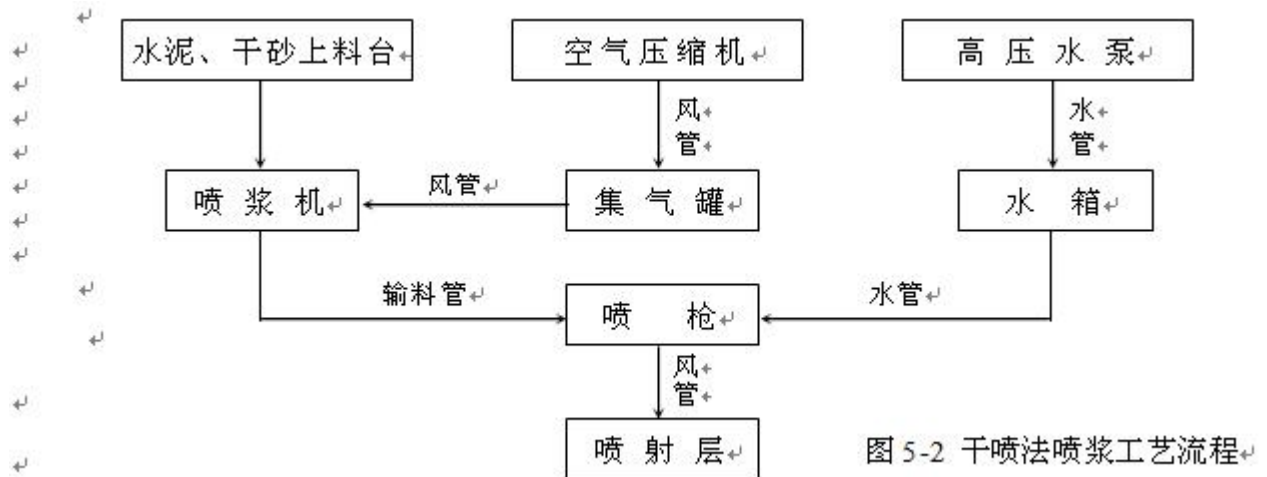 水泥、干砂上料台
空气压缩机
高压水泵
风
管
水
管
喷浆机
风管
集气罐
水箱
输料管
喷枪
水管
风
管
喷射层
图 5-2 干喷法喷浆工艺流程